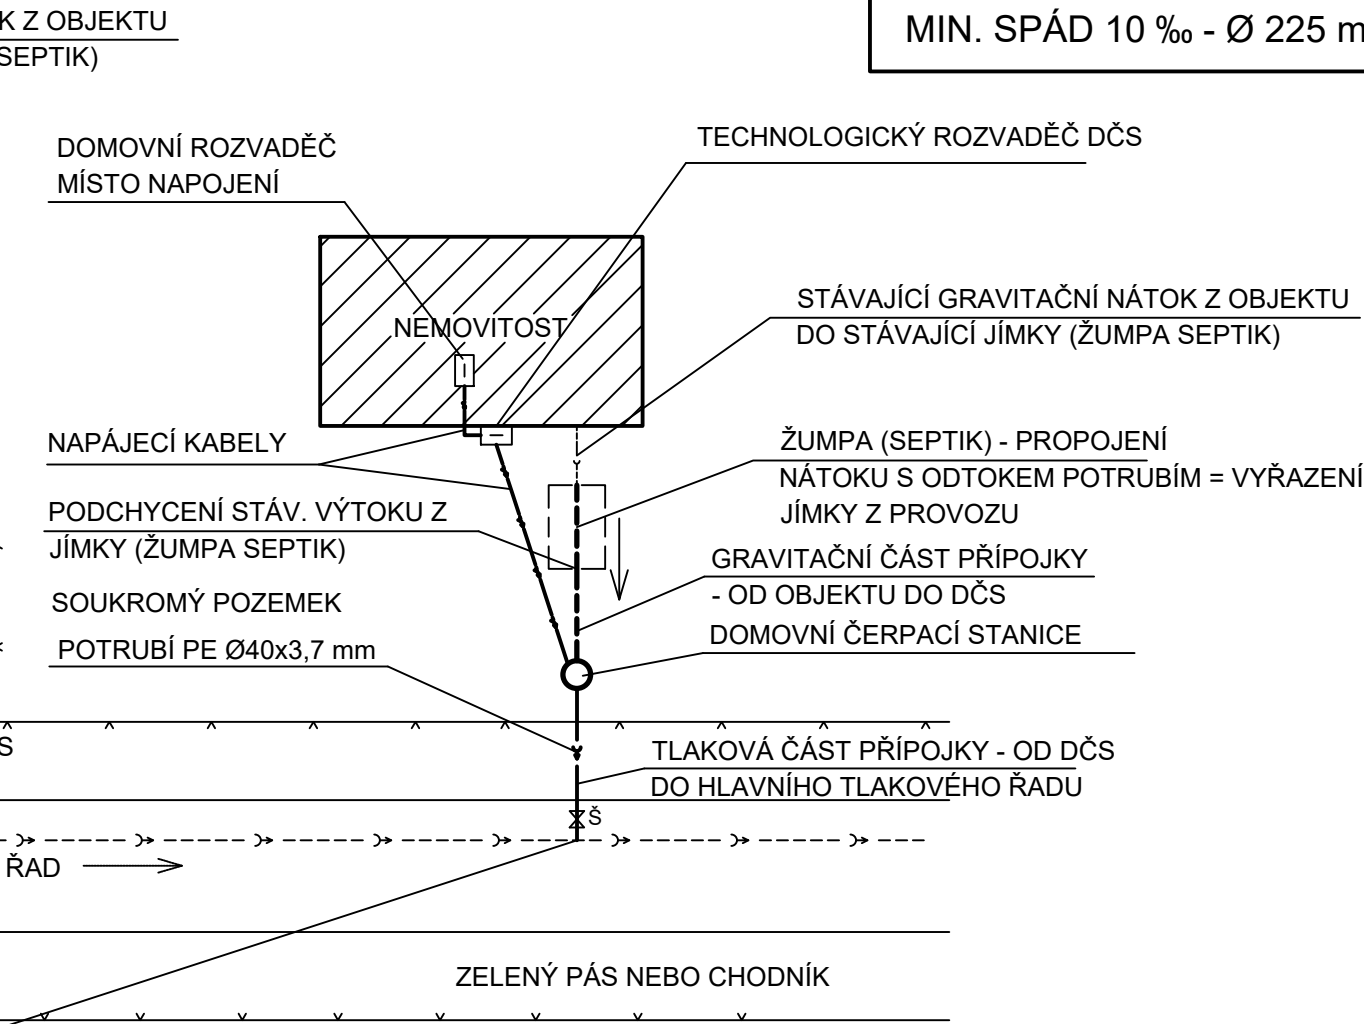 K Z OBJEKTU
SEPTIK)
MIN. SPÁD 10 ‰ - Ø 225 m
DOMOVNÍ ROZVADĚČ
MÍSTO NAPOJENÍ
TECHNOLOGICKÝ ROZVADĚČ DČS
NEMOVITOST
STÁVAJÍCÍ GRAVITAČNÍ NÁTOK Z OBJEKTU
DO STÁVAJÍCÍ JÍMKY (ŽUMPA SEPTIK)
NAPÁJECÍ KABELY
ŽUMPA (SEPTIK) - PROPOJENÍ
NÁTOKU S ODTOKEM POTRUBÍM = VYŘAZENÍ
JÍMKY Z PROVOZU
PODCHYCENÍ STÁV. VÝTOKU Z
JÍMKY (ŽUMPA SEPTIK)
GRAVITAČNÍ ČÁST PŘÍPOJKY
- OD OBJEKTU DO DČS
SOUKROMÝ POZEMEK
DOMOVNÍ ČERPACÍ STANICE
POTRUBÍ PE Ø40x3,7 mm
S
TLAKOVÁ ČÁST PŘÍPOJKY - OD DČS
DO HLAVNÍHO TLAKOVÉHO ŘADU
Š
ŘAD
ZELENÝ PÁS NEBO CHODNÍK